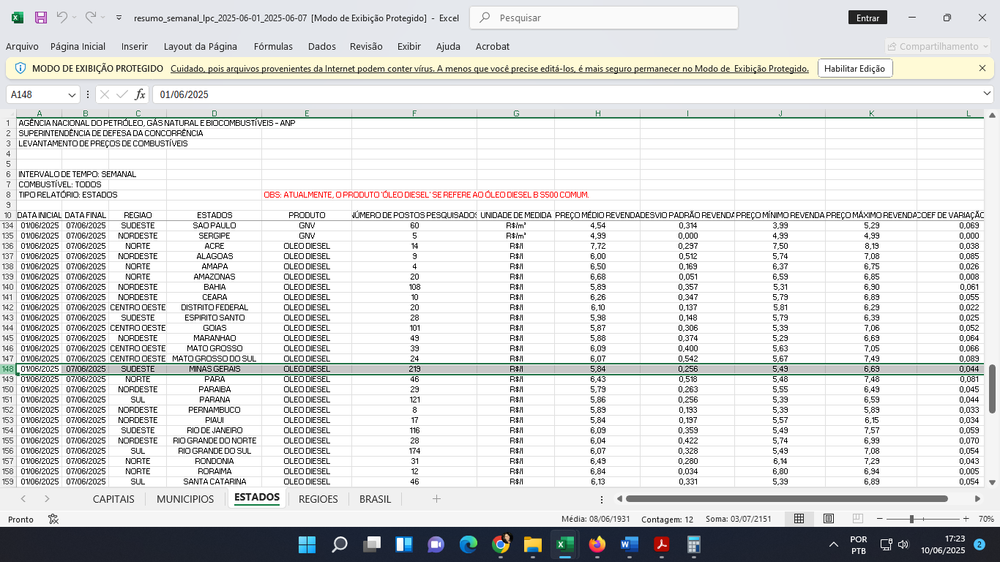 resumo_semanal_lpc_2025-06-01_2025-06-07 [Modo de Exibição Protegido] - Excel
Pesquisar
Entrar
Arquivo Página Inicial Inserir Layout da Página Fórmulas Dados Revisão Exibir Ajuda Acrobat
Compartilhamento
MODO DE EXIBIÇÃO PROTEGIDO Cuidado, pois arquivos provenientes da Internet podem conter vírus. A menos que você precise editá-los, é mais seguro permanecer no Modo de Exibição Protegido. Habilitar Edição
A148 fx 01/06/2025
A B C D E F G H I J K L
1 AGÊNCIA NACIONAL DO PETRÓLEO, GÁS NATURAL E BIOCOMBUSTÍVEIS - ANP
2 SUPERINTENDÊNCIA DE DEFESA DA CONCORRÊNCIA
3 LEVANTAMENTO DE PREÇOS DE COMBUSTÍVEIS
4
5
6 INTERVALO DE TEMPO: SEMANAL
7 COMBUSTÍVEL: TODOS
8 TIPO RELATÓRIO: ESTADOS OBS: ATUALMENTE, O PRODUTO 'ÓLEO DIESEL' SE REFERE AO ÓLEO DIESEL B S500 COMUM.
9
10 DATA INICIAL DATA FINAL REGIAO ESTADOS PRODUTO NÚMERO DE POSTOS PESQUISADOS UNIDADE DE MEDIDA PREÇO MÉDIO REVENDA DESVIO PADRÃO REVENDA PREÇO MÍNIMO REVENDA PREÇO MÁXIMO REVENDA COEF DE VARIAÇÃO
134 01/06/2025 07/06/2025 SUDESTE SAO PAULO GNV 60 R$/m³ 4,54 0,314 3,99 5,29 0,069
135 01/06/2025 07/06/2025 NORDESTE SERGIPE GNV 5 R$/m³ 4,99 0,000 4,99 4,99 0,000
136 01/06/2025 07/06/2025 NORTE ACRE OLEO DIESEL 14 R$/l 7,72 0,297 7,50 8,19 0,038
137 01/06/2025 07/06/2025 NORDESTE ALAGOAS OLEO DIESEL 9 R$/l 6,00 0,512 5,74 7,08 0,085
138 01/06/2025 07/06/2025 NORTE AMAPA OLEO DIESEL 4 R$/l 6,50 0,169 6,37 6,75 0,026
139 01/06/2025 07/06/2025 NORTE AMAZONAS OLEO DIESEL 20 R$/l 6,68 0,051 6,59 6,85 0,008
140 01/06/2025 07/06/2025 NORDESTE BAHIA OLEO DIESEL 108 R$/l 5,89 0,357 5,31 6,90 0,061
141 01/06/2025 07/06/2025 NORDESTE CEARA OLEO DIESEL 10 R$/l 6,26 0,347 5,79 6,89 0,055
142 01/06/2025 07/06/2025 CENTRO OESTE DISTRITO FEDERAL OLEO DIESEL 20 R$/l 6,10 0,137 5,81 6,29 0,022
143 01/06/2025 07/06/2025 SUDESTE ESPIRITO SANTO OLEO DIESEL 28 R$/l 5,98 0,148 5,79 6,39 0,025
144 01/06/2025 07/06/2025 CENTRO OESTE GOIAS OLEO DIESEL 101 R$/l 5,87 0,306 5,39 7,06 0,052
145 01/06/2025 07/06/2025 NORDESTE MARANHAO OLEO DIESEL 49 R$/l 5,88 0,374 5,29 6,69 0,064
146 01/06/2025 07/06/2025 CENTRO OESTE MATO GROSSO OLEO DIESEL 39 R$/l 6,09 0,400 5,63 7,05 0,066
147 01/06/2025 07/06/2025 CENTRO OESTE MATO GROSSO DO SUL OLEO DIESEL 24 R$/l 6,07 0,542 5,67 7,49 0,089
148 01/06/2025 07/06/2025 SUDESTE MINAS GERAIS OLEO DIESEL 219 R$/l 5,84 0,256 5,49 6,69 0,044
149 01/06/2025 07/06/2025 NORTE PARA OLEO DIESEL 46 R$/l 6,43 0,518 5,48 7,48 0,081
150 01/06/2025 07/06/2025 NORDESTE PARAIBA OLEO DIESEL 29 R$/l 5,79 0,263 5,55 6,49 0,045
151 01/06/2025 07/06/2025 SUL PARANA OLEO DIESEL 121 R$/l 5,86 0,256 5,39 6,59 0,044
152 01/06/2025 07/06/2025 NORDESTE PERNAMBUCO OLEO DIESEL 8 R$/l 5,89 0,193 5,39 5,89 0,033
153 01/06/2025 07/06/2025 NORDESTE PIAUI OLEO DIESEL 17 R$/l 5,84 0,197 5,57 6,15 0,034
154 01/06/2025 07/06/2025 SUDESTE RIO DE JANEIRO OLEO DIESEL 116 R$/l 6,09 0,359 5,49 7,57 0,059
155 01/06/2025 07/06/2025 NORDESTE RIO GRANDE DO NORTE OLEO DIESEL 28 R$/l 6,04 0,422 5,74 6,99 0,070
156 01/06/2025 07/06/2025 SUL RIO GRANDE DO SUL OLEO DIESEL 174 R$/l 6,07 0,328 5,49 7,08 0,054
157 01/06/2025 07/06/2025 NORTE RONDONIA OLEO DIESEL 31 R$/l 6,49 0,280 6,14 7,29 0,043
158 01/06/2025 07/06/2025 NORTE RORAIMA OLEO DIESEL 12 R$/l 6,84 0,034 6,80 6,94 0,005
159 01/06/2025 07/06/2025 SUL SANTA CATARINA OLEO DIESEL 46 R$/l 6,13 0,331 5,39 6,89 0,054
CAPITAIS MUNICIPIOS ESTADOS REGIOES BRASIL
Pronto Média: 08/06/1931 Contagem: 12 Soma: 03/07/2151 70%
POR
PTB
17:23
10/06/2025
2